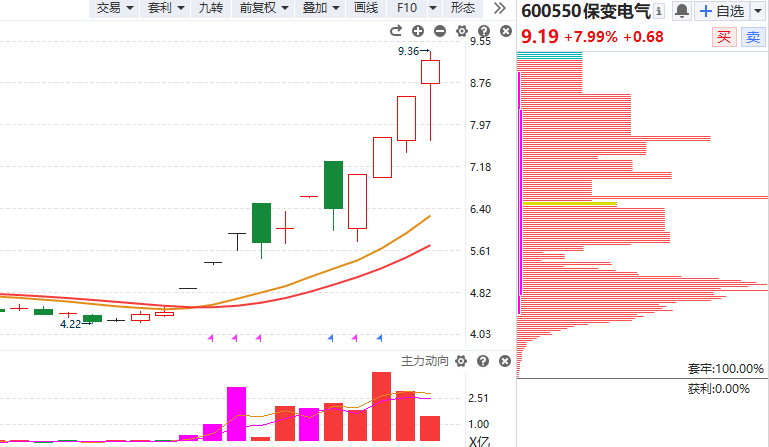 交易 套利 九转 前复权 叠加 画线 F10 形态
600550保变电气
9.19 +7.99% +0.68
自选
买 卖
9.36
9.55
8.76
7.97
7.18
6.40
5.61
4.82
4.22
4.03
主力动向
2.51
1.00
X亿
套牢:100.00%
获利:0.00%